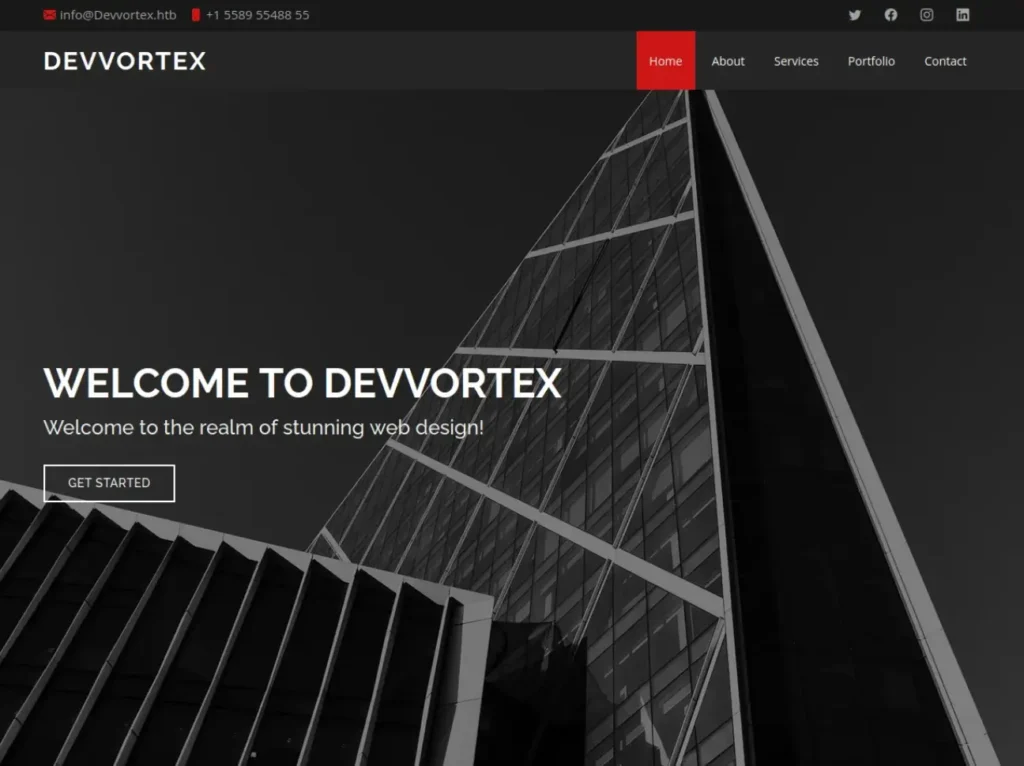 info@Devvortex.htb +1 5589 55488 55
DEVVORTEX
Home About Services Portfolio Contact
WELCOME TO DEVVORTEX
Welcome to the realm of stunning web design!
GET STARTED